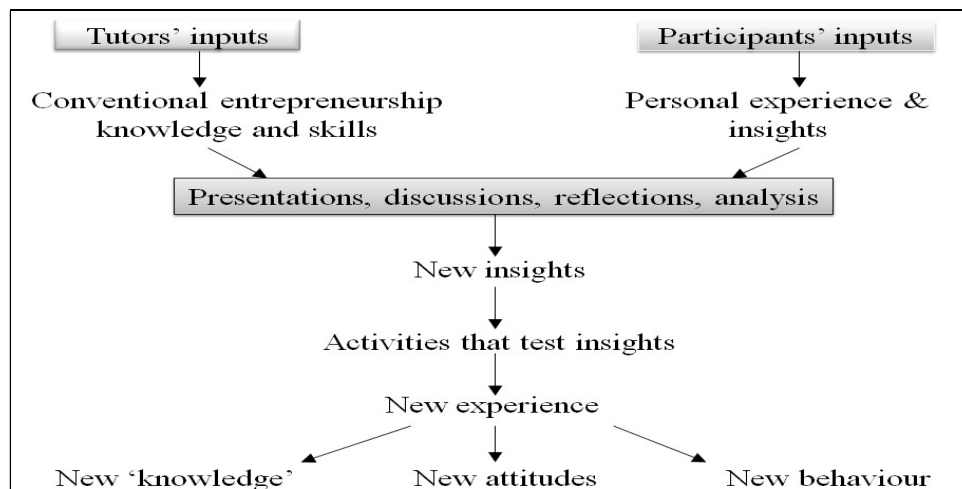 Tutors’ inputs
Participants’ inputs
Conventional entrepreneurship
knowledge and skills
Personal experience &
insights
Presentations, discussions, reflections, analysis
New insights
Activities that test insights
New experience
New ‘knowledge’
New attitudes
New behaviour